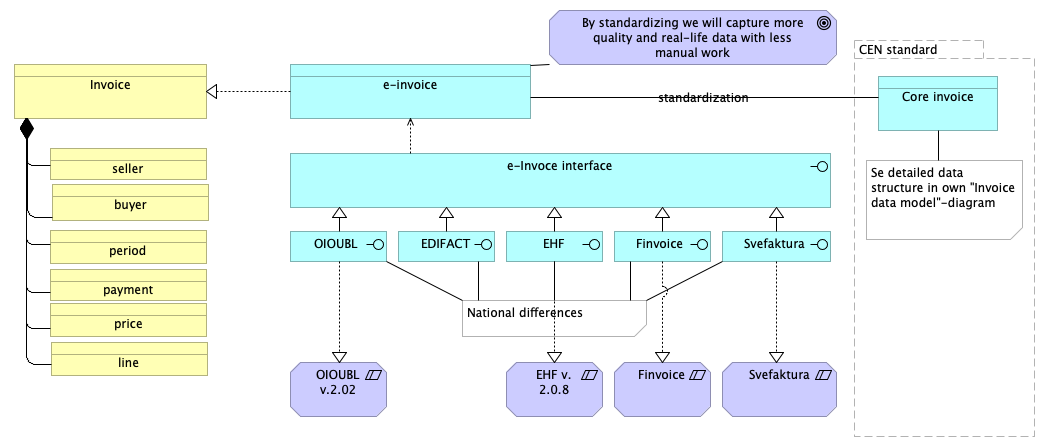 By standardizing we will capture more
quality and real-life data with less
manual work
CEN standard
Invoice
e-invoice
standardization
Core invoice
e-Invoce interface
seller
buyer
period
payment
price
line
Se detailed data
structure in own "Invoice
data model"-diagram
OIOUBL
EDIFACT
EHF
Finvoice
Svefaktura
National differences
OIOUBL
v.2.02
EHF v.
2.0.8
Finvoice
Svefaktura